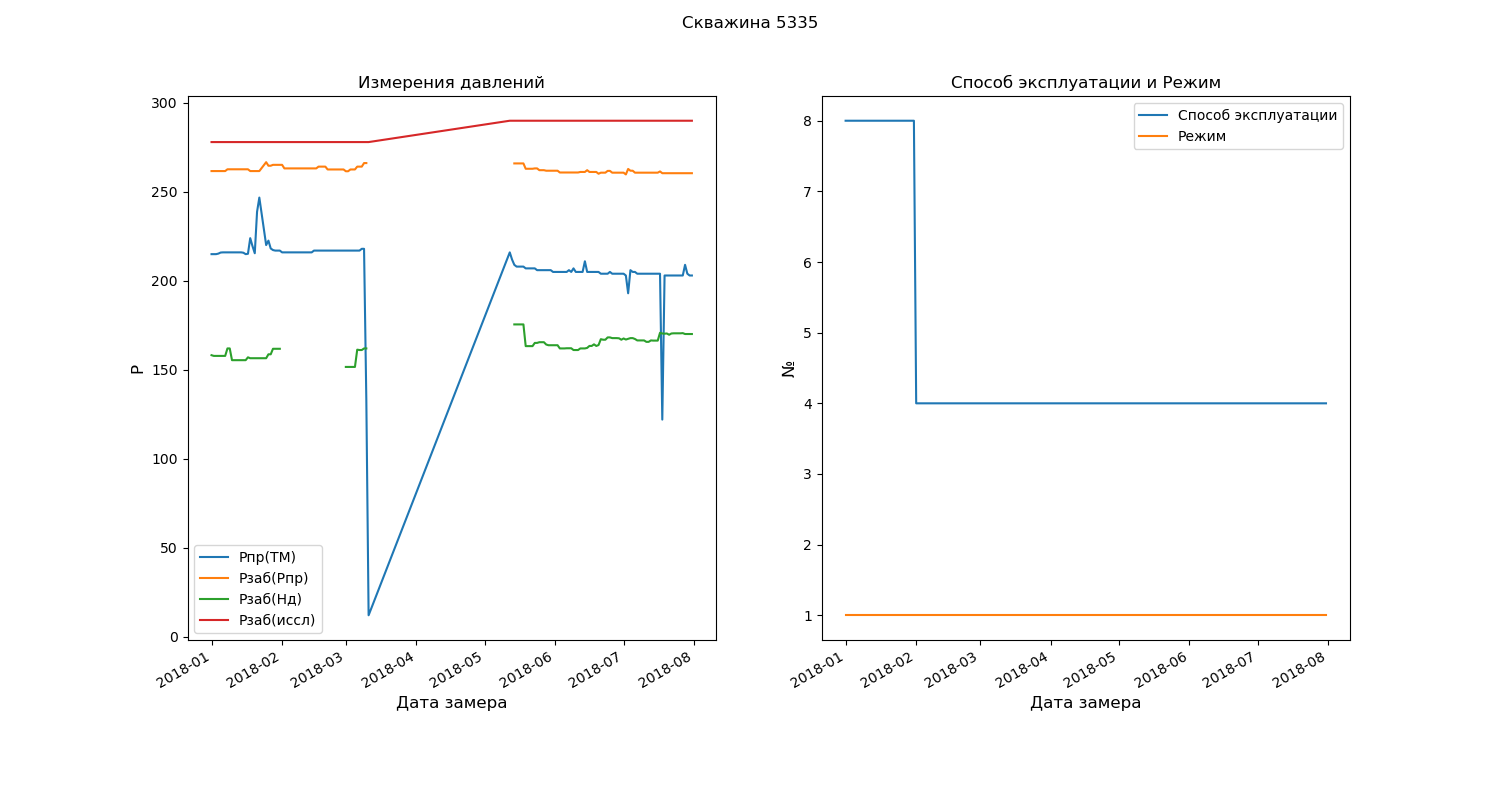 Скважина 5335
Измерения давлений
300
250
200
150
100
50
0
P
Рпр(ТМ)
Рзаб(Рпр)
Рзаб(Нд)
Рзаб(иссл)
2018-01
2018-02
2018-03
2018-04
2018-05
2018-06
2018-07
2018-08
Дата замера
Способ эксплуатации и Режим
8
7
6
5
4
3
2
1
№
Способ эксплуатации
Режим
2018-01
2018-02
2018-03
2018-04
2018-05
2018-06
2018-07
2018-08
Дата замера